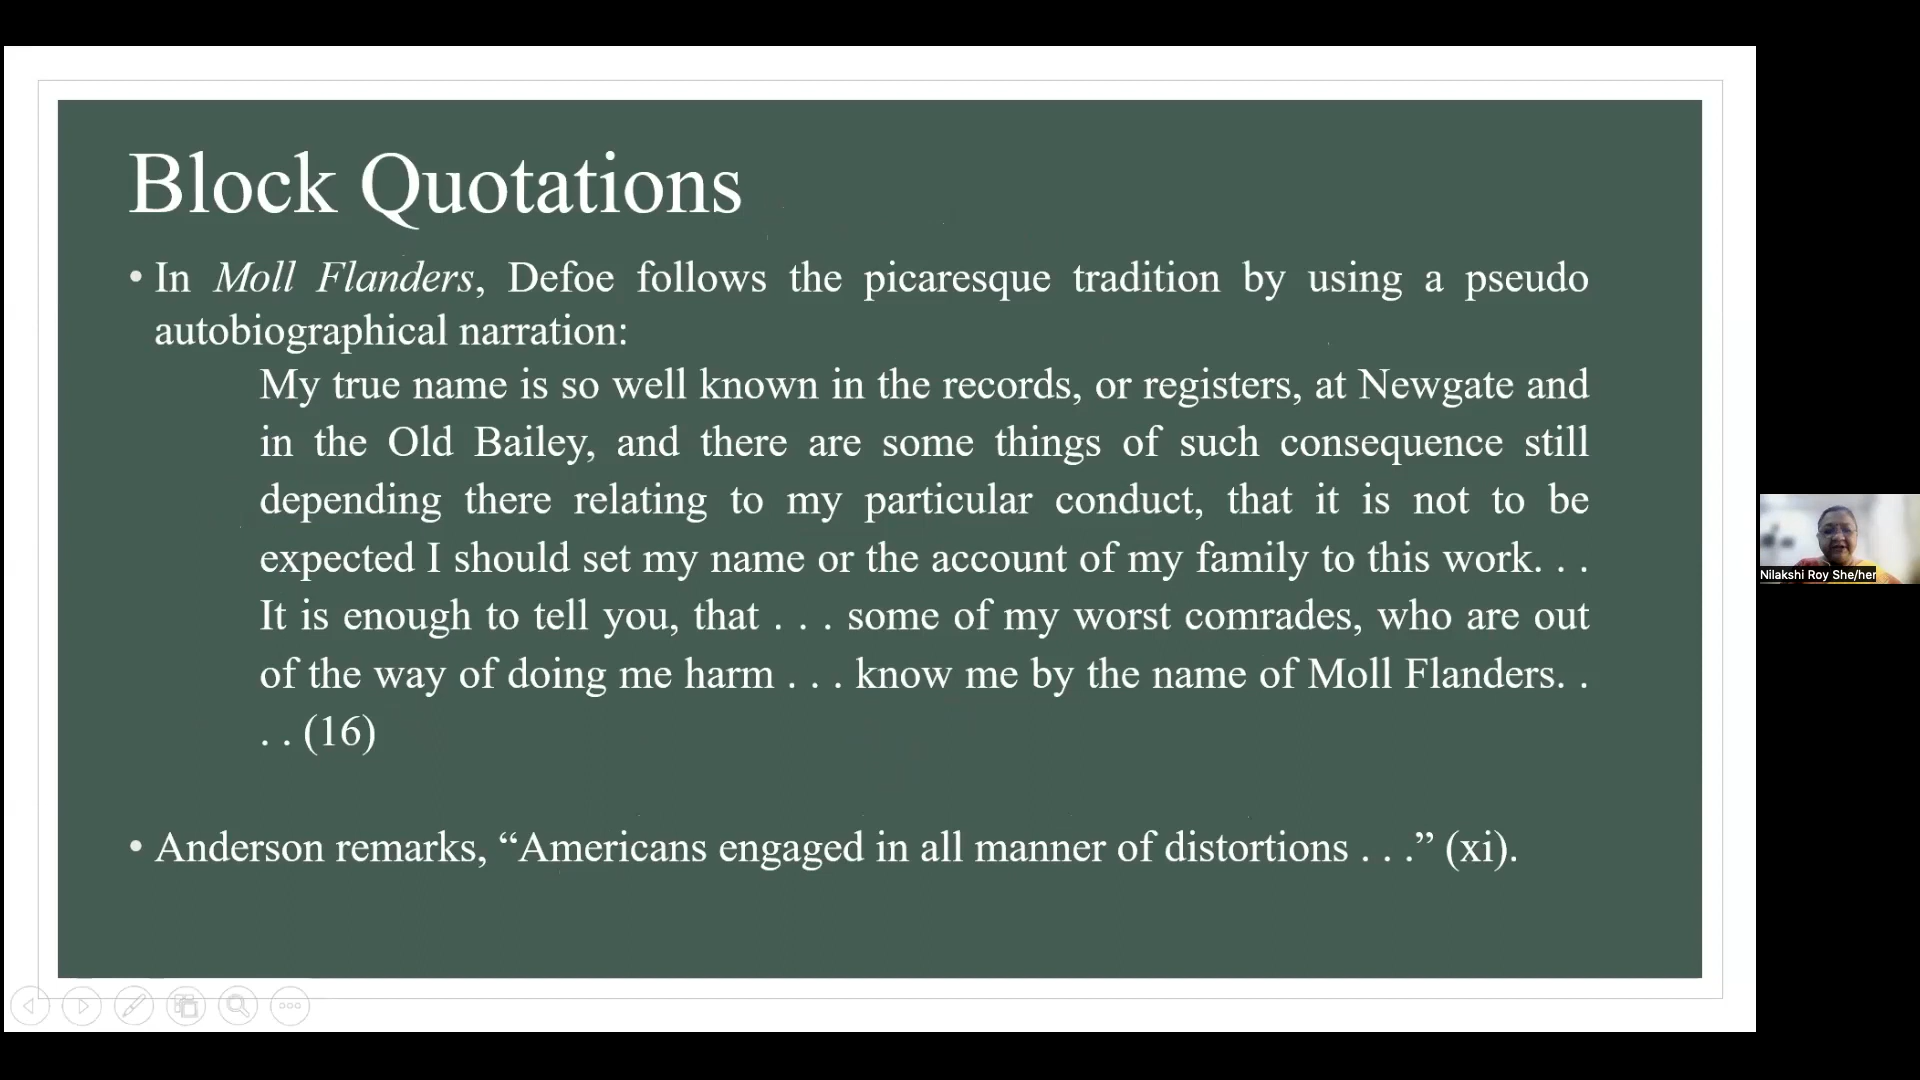 Block Quotations
• In Moll Flanders, Defoe follows the picaresque tradition by using a pseudo
autobiographical narration:
My true name is so well known in the records, or registers, at Newgate and
in the Old Bailey, and there are some things of such consequence still
depending there relating to my particular conduct, that it is not to be
expected I should set my name or the account of my family to this work. . .
It is enough to tell you, that . . . some of my worst comrades, who are out
of the way of doing me harm . . . know me by the name of Moll Flanders. .
. . (16)
• Anderson remarks, “Americans engaged in all manner of distortions . . .” (xi).
Nilakshi Roy She/her